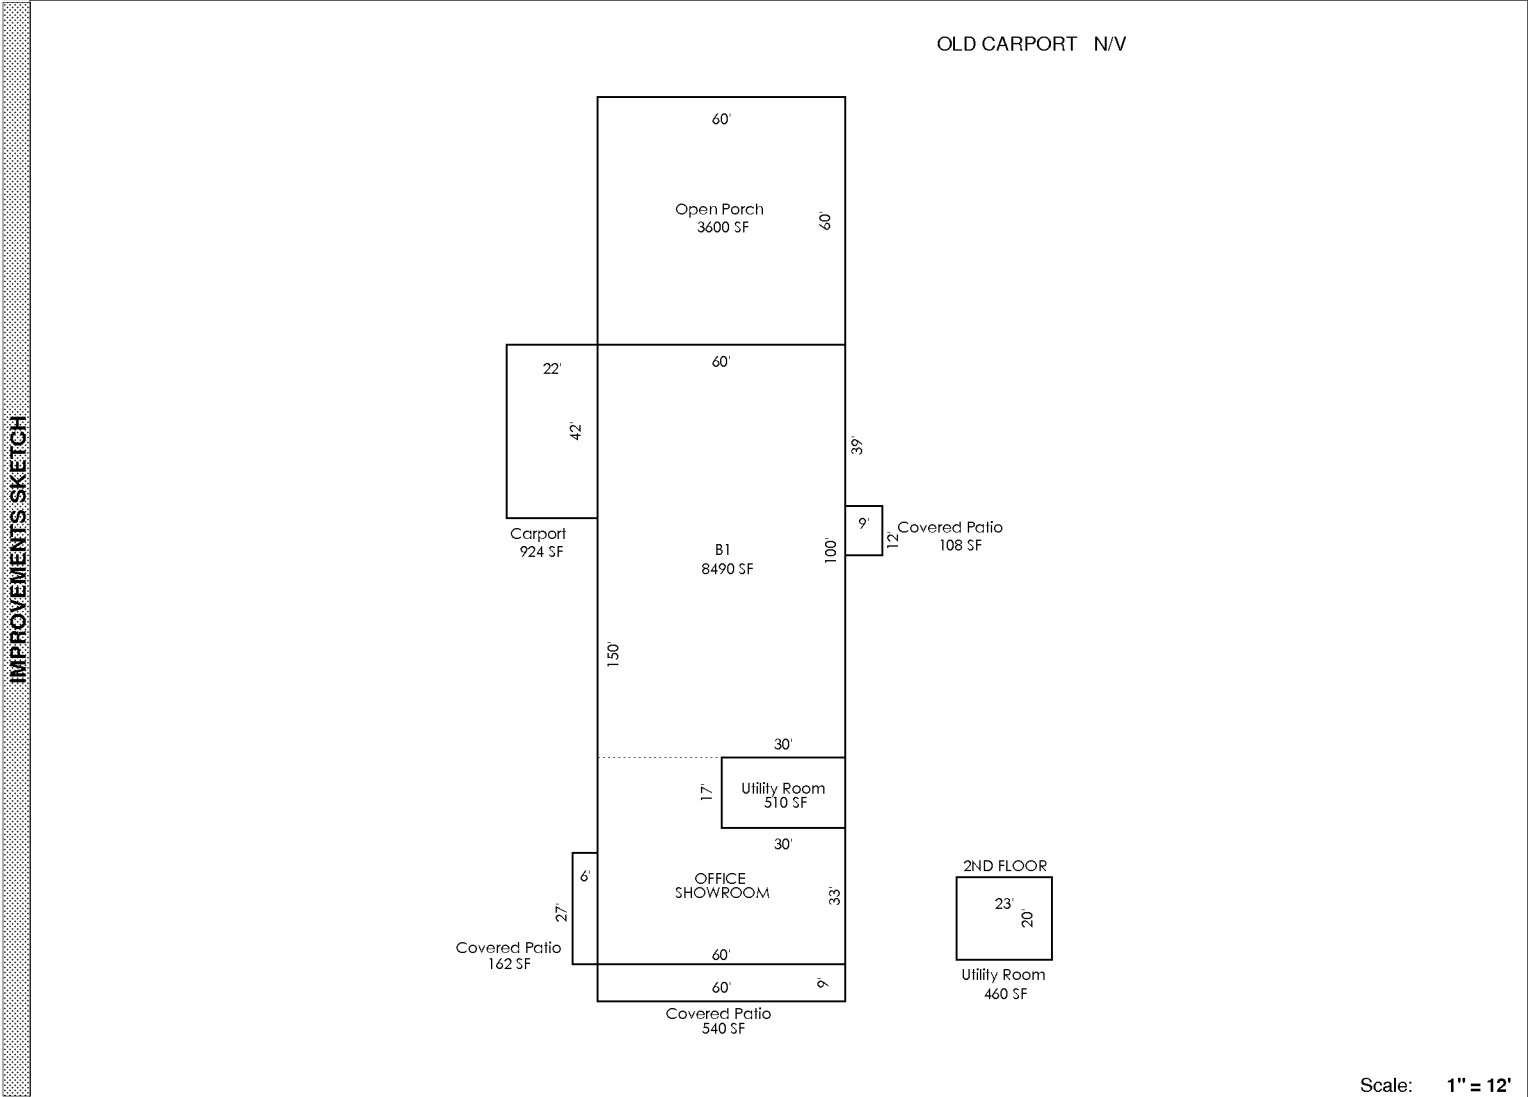 OLD CARPORT N/V
60'
Open Porch
3600 SF
60'
22'
60'
42'
39'
Carport
924 SF
9'
12'
Covered Patio
108 SF
B1
8490 SF
100'
150'
30'
17'
Utility Room
510 SF
30'
6'
27'
OFFICE
SHOWROOM
33'
Covered Patio
162 SF
60'
60'
9'
Covered Patio
540 SF
2ND FLOOR
23'
20'
Utility Room
460 SF
IMPROVEMENTS SKETCH
Scale: 1" = 12'